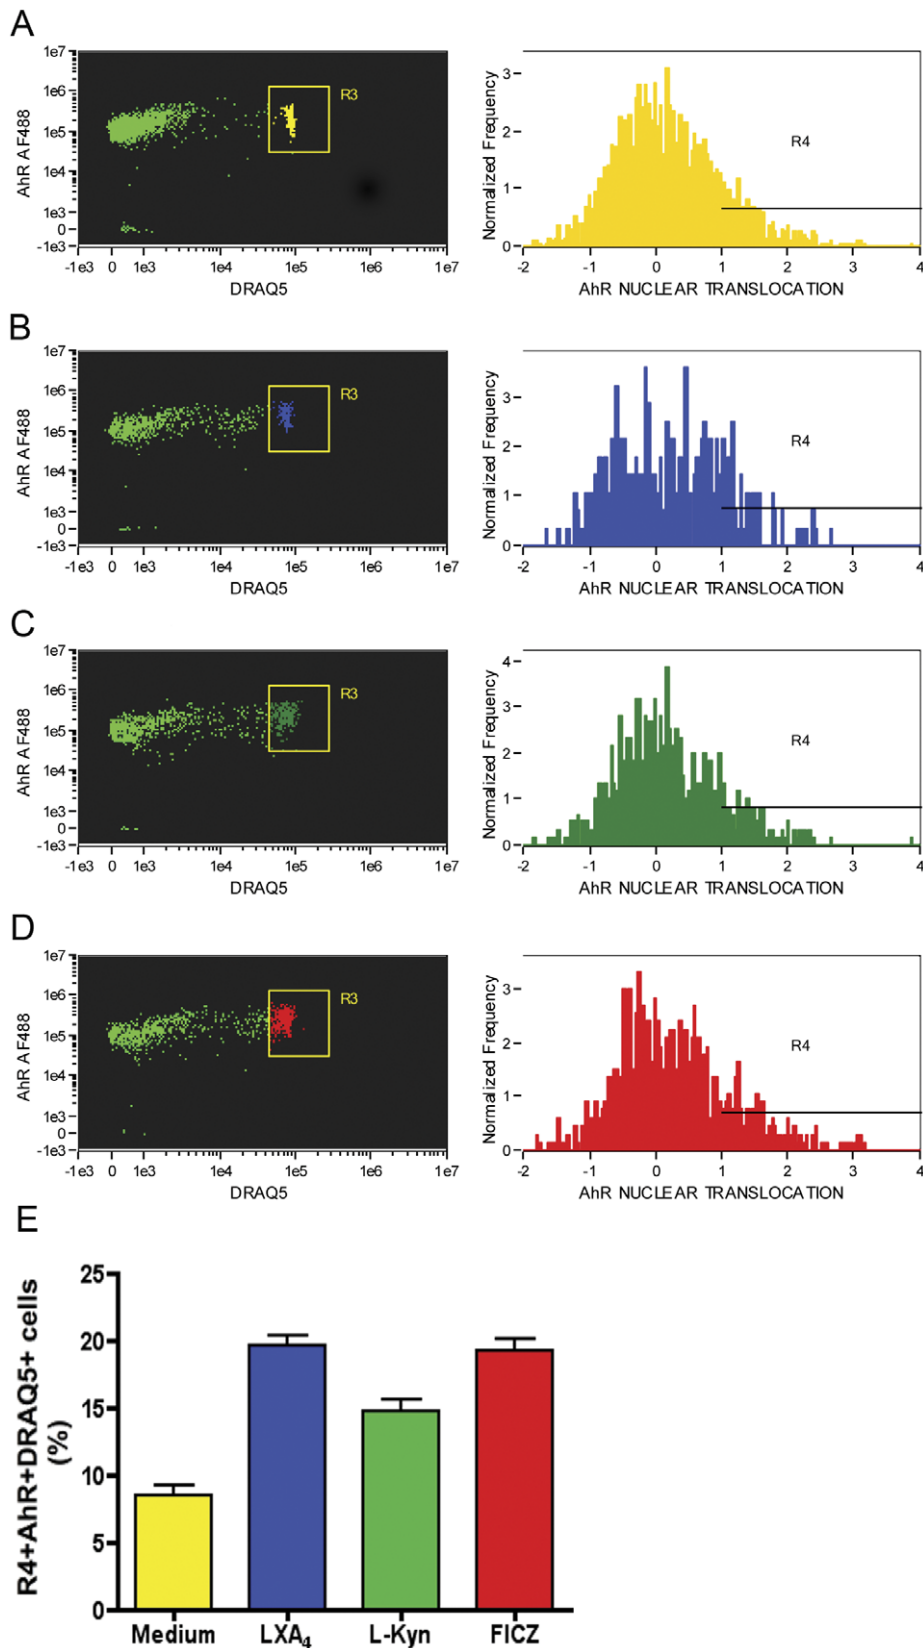 A
1e7
1e6
1e5
1e4
1e3
0
-1e3
AhR AF488
R3
-1e3 0 1e3 1e4 1e5 1e6 1e7
DRAQ5
3
2
1
0
Normalized Frequency
R4
-2 -1 0 1 2 3 4
AhR NUCLEAR TRANSLOCATION
B
1e7
1e6
1e5
1e4
1e3
0
-1e3
AhR AF488
R3
-1e3 0 1e3 1e4 1e5 1e6 1e7
DRAQ5
3
2
1
0
Normalized Frequency
R4
-2 -1 0 1 2 3 4
AhR NUCLEAR TRANSLOCATION
C
1e7
1e6
1e5
1e4
1e3
0
-1e3
AhR AF488
R3
-1e3 0 1e3 1e4 1e5 1e6 1e7
DRAQ5
4
3
2
1
0
Normalized Frequency
R4
-2 -1 0 1 2 3 4
AhR NUCLEAR TRANSLOCATION
D
1e7
1e6
1e5
1e4
1e3
0
-1e3
AhR AF488
R3
-1e3 0 1e3 1e4 1e5 1e6 1e7
DRAQ5
3
2
1
0
Normalized Frequency
R4
-2 -1 0 1 2 3 4
AhR NUCLEAR TRANSLOCATION
E
R4+AhR+DRAQ5+ cells
(%)
25
20
15
10
5
0
Medium LXA₄ L-Kyn FICZ